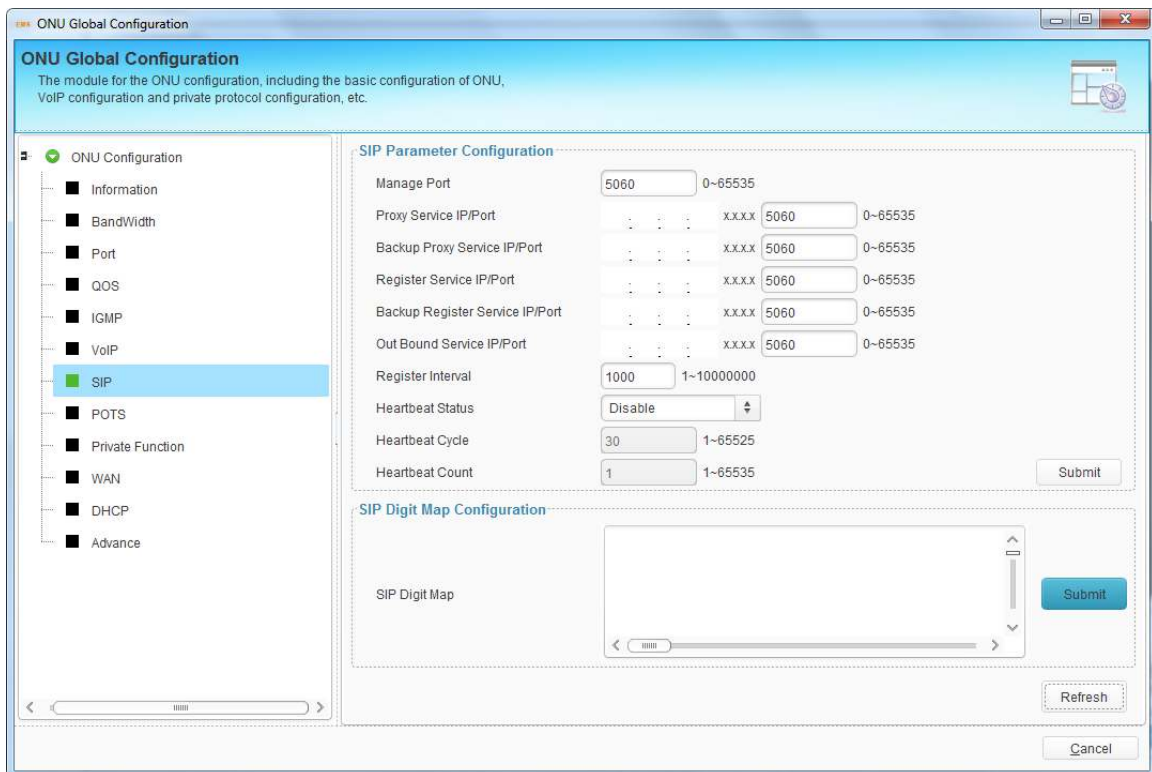 EMS ONU Global Configuration
ONU Global Configuration
The module for the ONU configuration, including the basic configuration of ONU,
VoIP configuration and private protocol configuration, etc.
ONU Configuration
Information
BandWidth
Port
QOS
IGMP
VoIP
SIP
POTS
Private Function
WAN
DHCP
Advance
SIP Parameter Configuration
Manage Port 5060 0~65535
Proxy Service IP/Port . . . x.x.x.x 5060 0~65535
Backup Proxy Service IP/Port . . . x.x.x.x 5060 0~65535
Register Service IP/Port . . . x.x.x.x 5060 0~65535
Backup Register Service IP/Port . . . x.x.x.x 5060 0~65535
Out Bound Service IP/Port . . . x.x.x.x 5060 0~65535
Register Interval 1000 1~10000000
Heartbeat Status Disable
Heartbeat Cycle 30 1~65525
Heartbeat Count 1 1~65535 Submit
SIP Digit Map Configuration
SIP Digit Map Submit
Refresh
Cancel